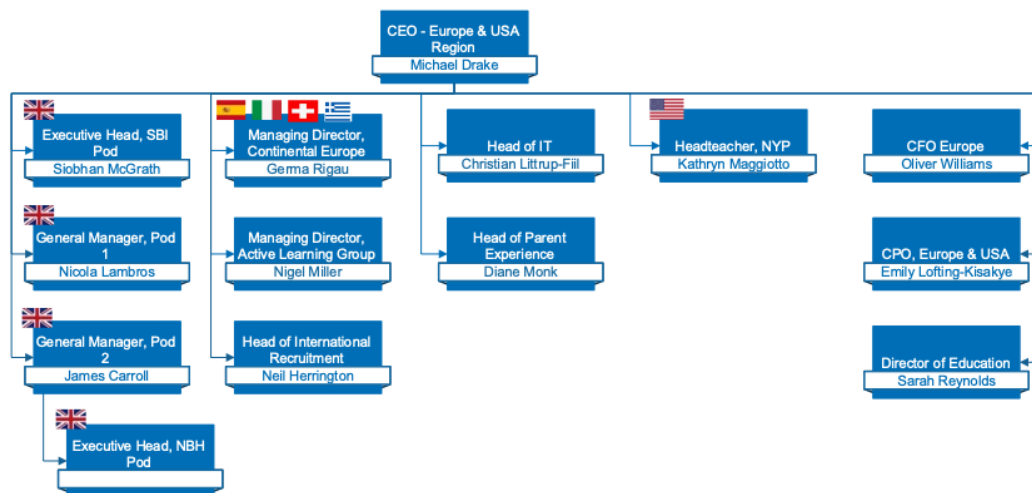 CEO - Europe & USA
Region
Michael Drake
Executive Head, SBI
Pod
Siobhan McGrath
Managing Director,
Continental Europe
Germa Rigau
Head of IT
Christian Littrup-Fiil
Headteacher, NYP
Kathryn Maggiotto
CFO Europe
Oliver Williams
General Manager, Pod
1
Nicola Lambros
Managing Director,
Active Learning Group
Nigel Miller
Head of Parent
Experience
Diane Monk
CPO, Europe & USA
Emily Lofting-Kisakye
General Manager, Pod
2
James Carroll
Head of International
Recruitment
Neil Herrington
Director of Education
Sarah Reynolds
Executive Head, NBH
Pod